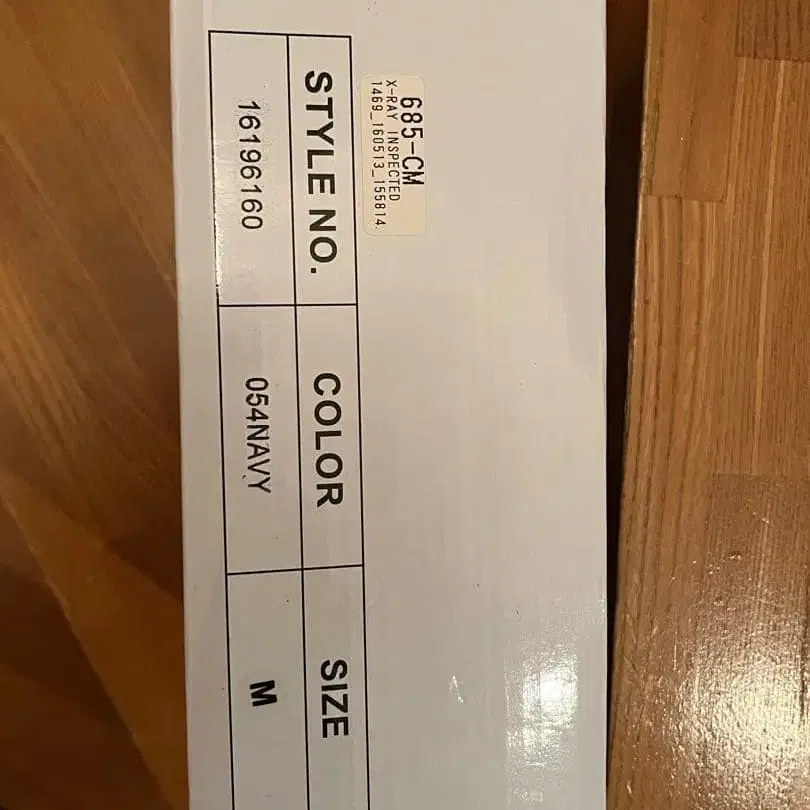 685-CM
X-RAY INSPECTED
1469_160513_155814.
STYLE NO. COLOR SIZE
16196160 054NAVY M